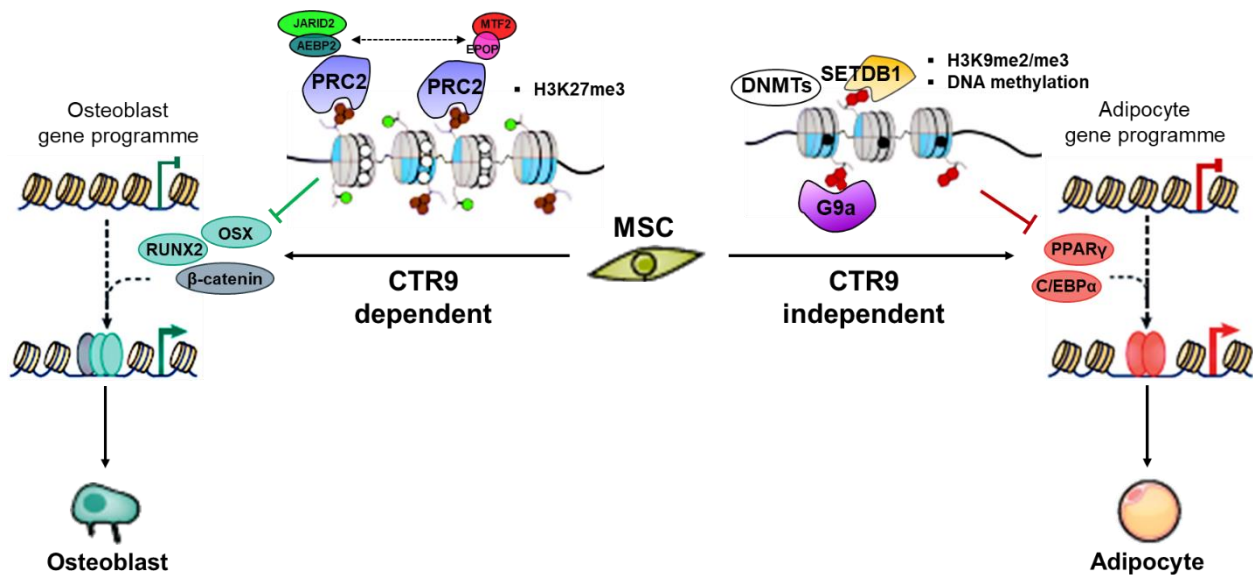 JARID2
AEBP2
MTF2
EPOP
PRC2
PRC2
▪ H3K27me3
Osteoblast
gene programme
OSX
RUNX2
β-catenin
CTR9
dependent
MSC
DNMTs
SETDB1
▪ H3K9me2/me3
▪ DNA methylation
G9a
Adipocyte
gene programme
PPARγ
C/EBPα
CTR9
independent
Osteoblast
Adipocyte